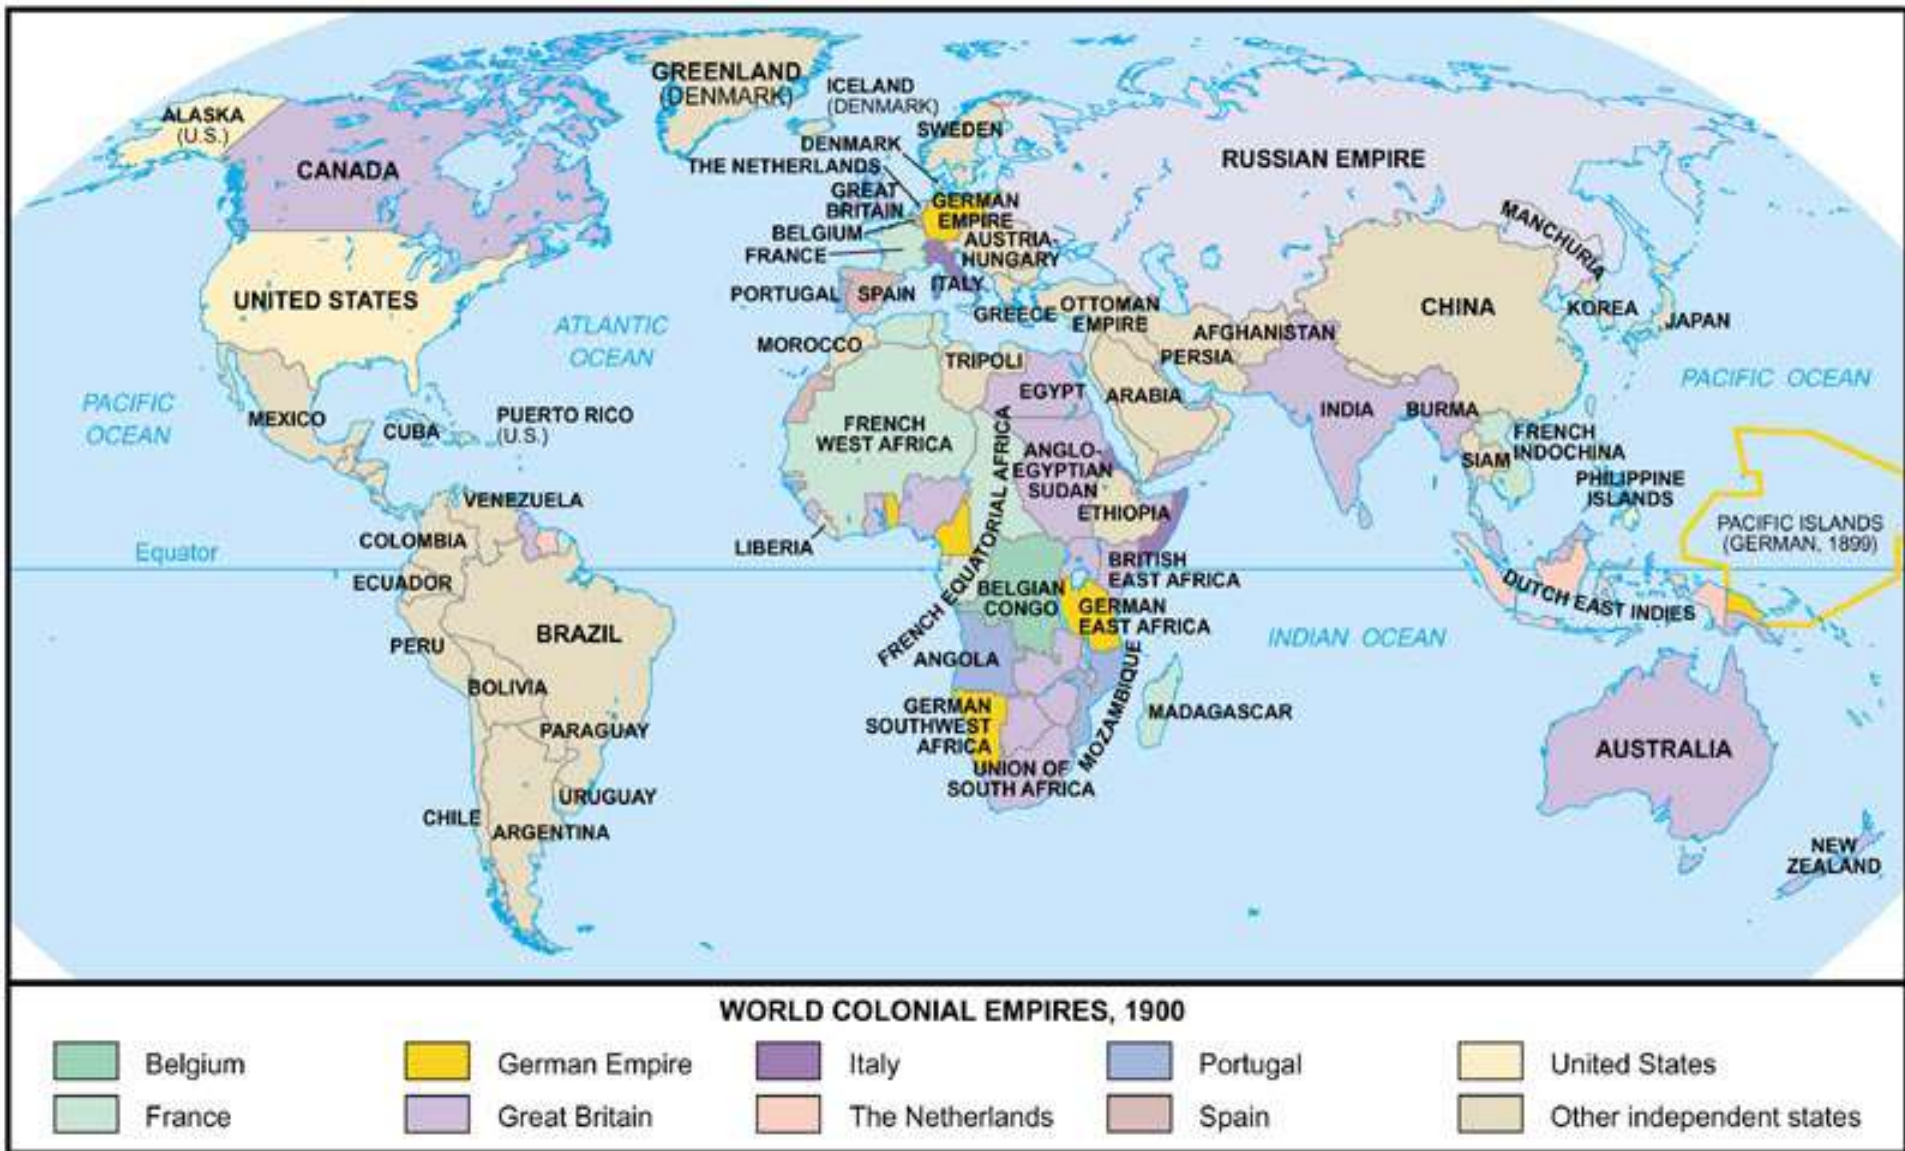 GREENLAND
(DENMARK)
ICELAND
(DENMARK)
ALASKA
(U.S.)
CANADA
SWEDEN
DENMARK
THE NETHERLANDS
GREAT
BRITAIN
GERMAN
EMPIRE
BELGIUM
FRANCE
AUSTRIA-
HUNGARY
RUSSIAN EMPIRE
MANCHURIA
UNITED STATES
PORTUGAL
SPAIN
ITALY
GREECE
OTTOMAN
EMPIRE
AFGHANISTAN
PERSIA
CHINA
KOREA
JAPAN
ATLANTIC
OCEAN
MOROCCO
TRIPOLI
EGYPT
ARABIA
PACIFIC OCEAN
PACIFIC
OCEAN
MEXICO
CUBA
PUERTO RICO
(U.S.)
FRENCH
WEST AFRICA
INDIA
BURMA
FRENCH
INDOCHINA
SIAM
PHILIPPINE
ISLANDS
ANGLO-
EGYPTIAN
SUDAN
ETHIOPIA
FRENCH EQUATORIAL AFRICA
VENEZUELA
COLOMBIA
LIBERIA
PACIFIC ISLANDS
(GERMAN, 1899)
Equator
ECUADOR
BRITISH
EAST AFRICA
BELGIAN
CONGO
GERMAN
EAST AFRICA
DUTCH EAST INDIES
INDIAN OCEAN
PERU
BRAZIL
BOLIVIA
ANGOLA
MOZAMBIQUE
MADAGASCAR
GERMAN
SOUTHWEST
AFRICA
PARAGUAY
UNION OF
SOUTH AFRICA
AUSTRALIA
URUGUAY
CHILE
ARGENTINA
NEW
ZEALAND
WORLD COLONIAL EMPIRES, 1900
Belgium
German Empire
Italy
Portugal
United States
France
Great Britain
The Netherlands
Spain
Other independent states